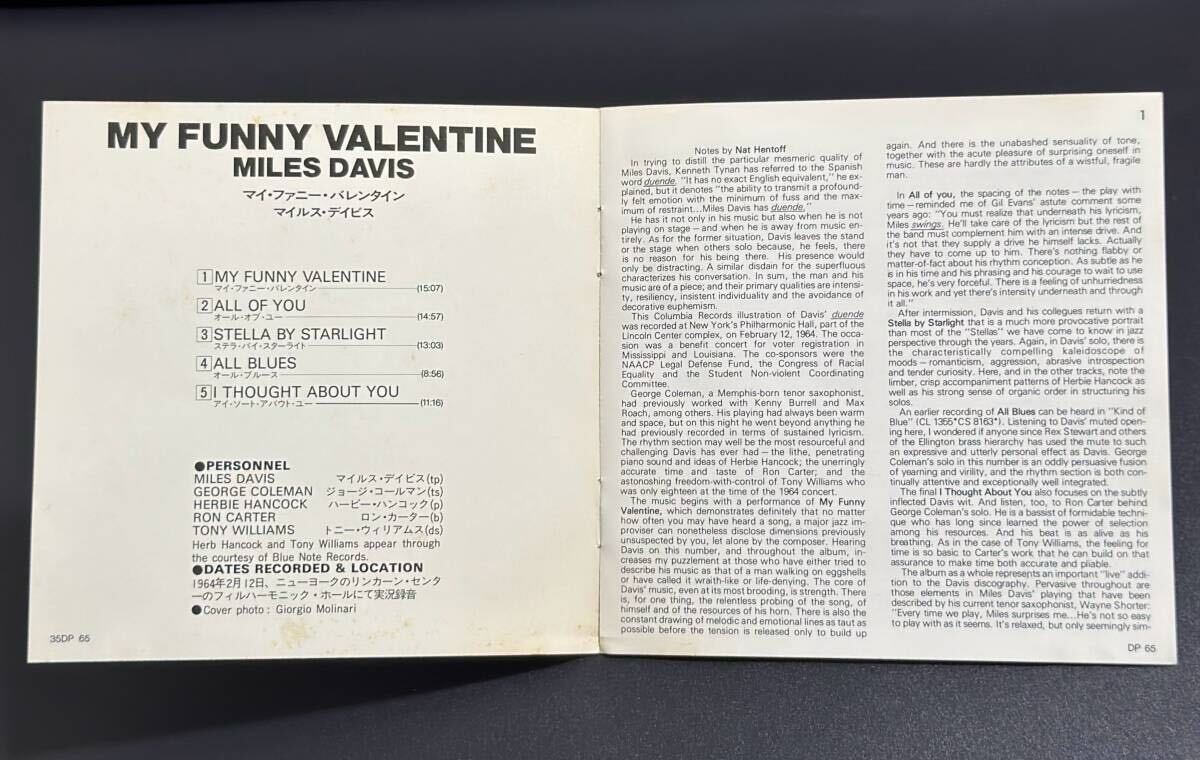 MY FUNNY VALENTINE
MILES DAVIS
マイ・ファニー・バレンタイン
マイルス・デイビス
1 MY FUNNY VALENTINE
マイ・ファニー・バレンタイン (15:07)
2 ALL OF YOU
オール・オブ・ユー (14:57)
3 STELLA BY STARLIGHT
ステラ・バイ・スターライト (13:03)
4 ALL BLUES
オール・ブルース (8:56)
5 I THOUGHT ABOUT YOU
アイ・ソート・アバウト・ユー (11:16)
●PERSONNEL
MILES DAVIS マイルス・デイビス(tp)
GEORGE COLEMAN ジョージ・コールマン(ts)
HERBIE HANCOCK ハービー・ハンコック(p)
RON CARTER ロン・カーター(b)
TONY WILLIAMS トニー・ウィリアムス(ds)
Herb Hancock and Tony Williams appear through
the courtesy of Blue Note Records.
●DATES RECORDED & LOCATION
1964年2月12日、ニューヨークのリンカーン・センタ
ーのフィルハーモニック・ホールにて実況録音
●Cover photo : Giorgio Molinari
35DP 65
1
Notes by Nat Hentoff
In trying to distill the particular mesmeric quality of
Miles Davis, Kenneth Tynan has referred to the Spanish
word duende. "It has no exact English equivalent," he ex-
plained, but it denotes "the ability to transmit a profound-
ly felt emotion with the minimum of fuss and the max-
imum of restraint...Miles Davis has duende."
He has it not only in his music but also when he is not
playing on stage – and when he is away from music en-
tirely. As for the former situation, Davis leaves the stand
or the stage when others solo because, he feels, there
is no reason for his being there. His presence would
only be distracting. A similar disdain for the superfluous
characterizes his conversation. In sum, the man and his
music are of a piece; and their primary qualities are intensi-
ty, resiliency, insistent individuality and the avoidance of
decorative euphemism.
This Columbia Records illustration of Davis' duende
was recorded at New York's Philharmonic Hall, part of the
Lincoln Center complex, on February 12, 1964. The occa-
sion was a benefit concert for voter registration in
Mississippi and Louisiana. The co-sponsors were the
NAACP Legal Defense Fund, the Congress of Racial
Equality and the Student Non-violent Coordinating
Committee.
George Coleman, a Memphis-born tenor saxophonist,
had previously worked with Kenny Burrell and Max
Roach, among others. His playing had always been warm
and space, but on this night he went beyond anything he
had previously recorded in terms of sustained lyricism.
The rhythm section may well be the most resourceful and
challenging Davis has ever had – the lithe, penetrating
piano sound and ideas of Herbie Hancock; the unerringly
accurate time and taste of Ron Carter; and the
astonoshing freedom-with-control of Tony Williams who
was only eighteen at the time of the 1964 concert.
The music begins with a performance of My Funny
Valentine, which demonstrates definitely that no matter
how often you may have heard a song, a major jazz im-
proviser can nonetheless disclose dimensions previously
unsuspected by you, let alone by the composer. Hearing
Davis on this number, and throughout the album, in-
creases my puzzlement at those who have either tried to
describe his music as that of a man walking on eggshells
or have called it wraith-like or life-denying. The core of
Davis' music, even at its most brooding, is strength. There
is, for one thing, the relentless probing of the song, of
himself and of the resources of his horn. There is also the
constant drawing of melodic and emotional lines as taut as
possible before the tension is released only to build up
again. And there is the unabashed sensuality of tone,
together with the acute pleasure of surprising oneself in
music. These are hardly the attributes of a wistful, fragile
man.
In All of you, the spacing of the notes – the play with
time – reminded me of Gil Evans' astute comment some
years ago: "You must realize that underneath his lyricism,
Miles swings. He'll take care of the lyricism but the rest of
the band must complement him with an intense drive. And
it's not that they supply a drive he himself lacks. Actually
they have to come up to him. There's nothing flabby or
matter-of-fact about his rhythm conception. As subtle as he
is in his time and his phrasing and his courage to wait to use
space, he's very forceful. There is a feeling of unhurriedness
in his work and yet there's intensity underneath and through
it all."
After intermission, Davis and his collegues return with a
Stella by Starlight that is a much more provocative portrait
than most of the "Stellas" we have come to know in jazz
perspective through the years. Again, in Davis' solo, there is
the characteristically compelling kaleidoscope of
moods – romanticism, aggression, abrasive introspection
and tender curiosity. Here, and in the other tracks, note the
limber, crisp accompaniment patterns of Herbie Hancock as
well as his strong sense of organic order in structuring his
solos.
An earlier recording of All Blues can be heard in "Kind of
Blue" (CL 1355*CS 8163*). Listening to Davis' muted open-
ing here, I wondered if anyone since Rex Stewart and others
of the Ellington brass hierarchy has used the mute to such
an expressive and utterly personal effect as Davis. George
Coleman's solo in this number is an oddly persuasive fusion
of yearning and virility, and the rhythm section is both con-
tinually attentive and exceptionally well integrated.
The final I Thought About You also focuses on the subtly
inflected Davis wit. And listen, too, to Ron Carter behind
George Coleman's solo. He is a bassist of formidable techni-
que who has long since learned the power of selection
among his resources. And his beat is as alive as his
breathing. As in the case of Tony Williams, the feeling for
time is so basic to Carter's work that he can build on that
assurance to make time both accurate and pliable.
The album as a whole represents an important "live" addi-
tion to the Davis discography. Pervasive throughout are
those elements in Miles Davis' playing that have been
described by his current tenor saxophonist, Wayne Shorter:
"Every time we play, Miles surprises me...He's not so easy
to play with as it seems. It's relaxed, but only seemingly sim-
DP 65